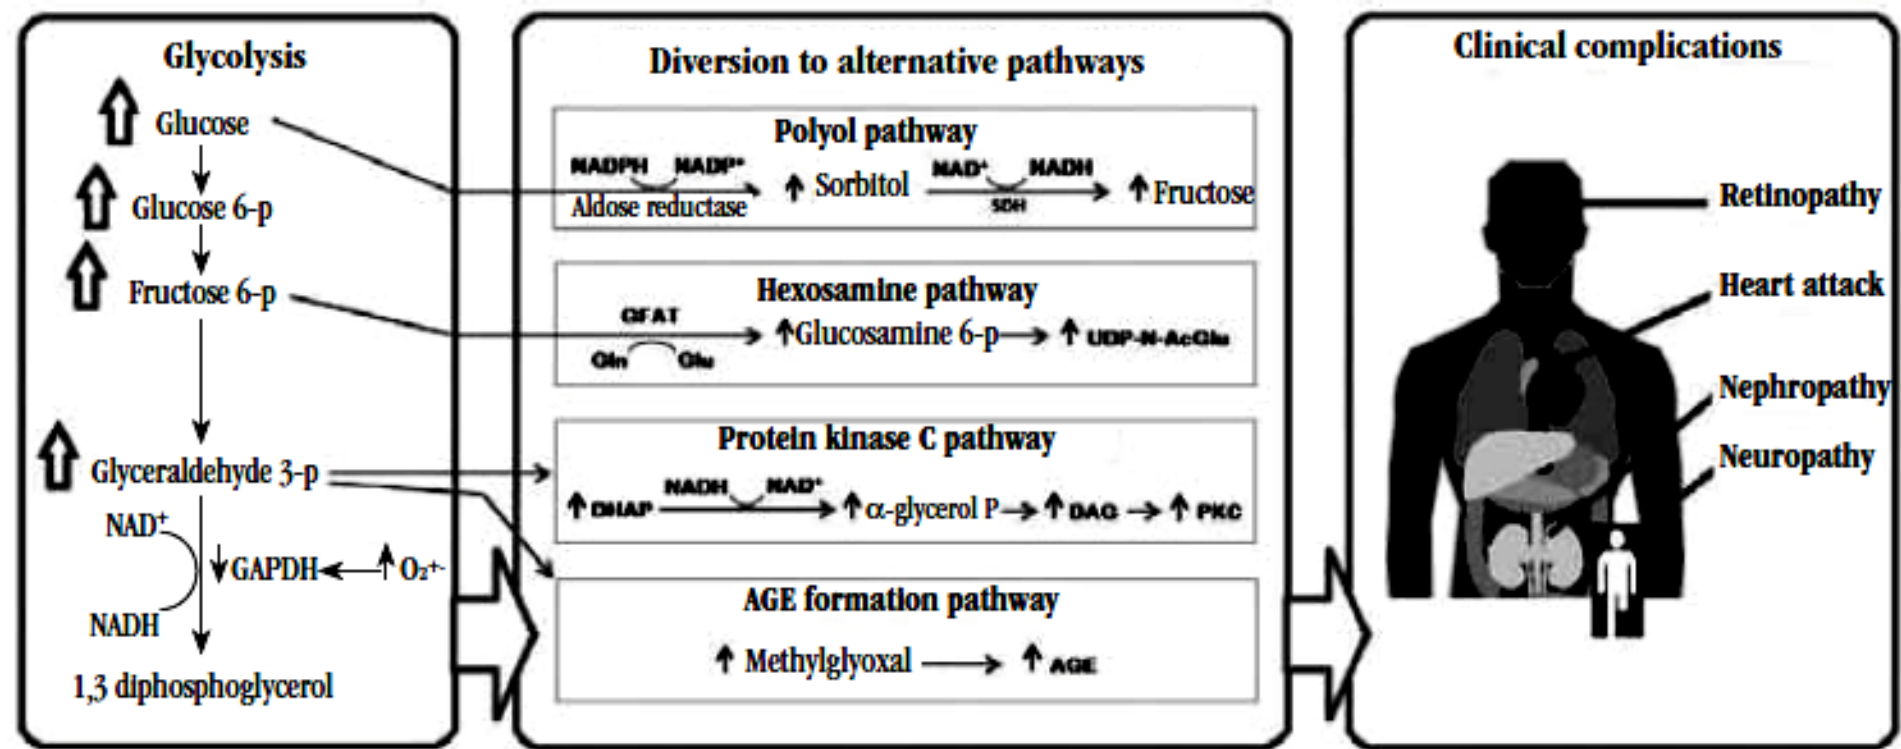 Glycolysis
Glucose
Glucose 6-p
Fructose 6-p
Glyceraldehyde 3-p
NAD+
GAPDH
O₂+-
NADH
1,3 diphosphoglycerol
Diversion to alternative pathways
Polyol pathway
NADPH NADP+
Aldose reductase
Sorbitol
NAD+ NADH
SDH
Fructose
Hexosamine pathway
GFAT
Gln Glu
Glucosamine 6-p
UDP-N-AcGlu
Protein kinase C pathway
NADH NAD+
DHAP
α-glycerol P
DAG
PKC
AGE formation pathway
Methylglyoxal
AGE
Clinical complications
Retinopathy
Heart attack
Nephropathy
Neuropathy